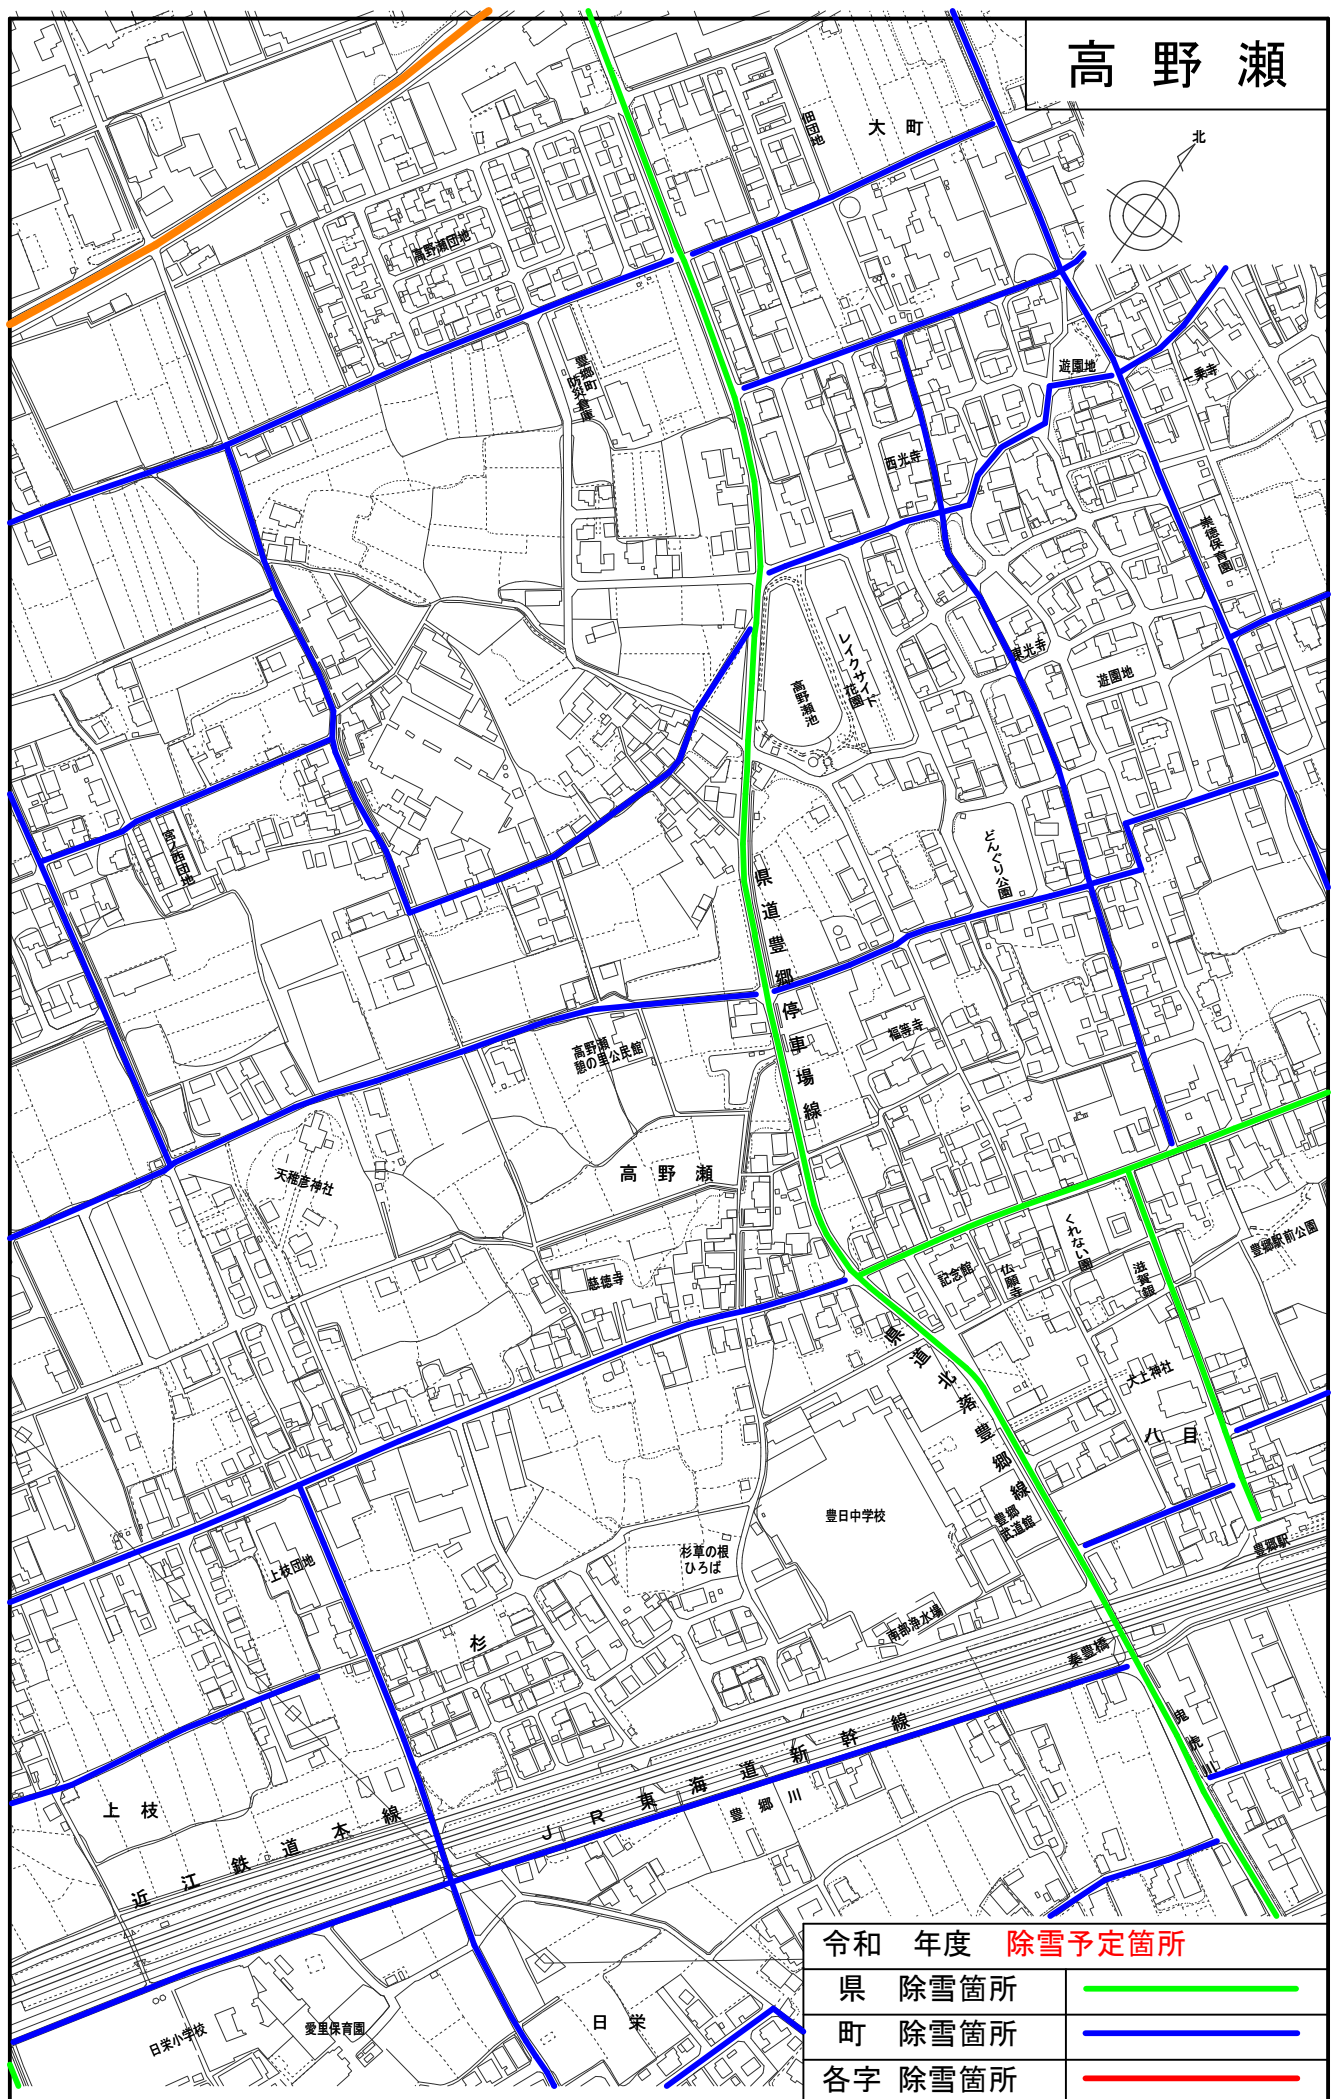 高野瀬
北
大町
団地
高野瀬団地
豊郷町
防災倉庫
遊園地
一乗寺
西光寺
崇徳保育園
レイクサイド
花園
高野瀬池
東光寺
遊園地
宮ノ西団地
どんぐり公園
県道豊郷停車場線
福等寺
高野瀬
憩の里公民館
天稚彦神社
高野瀬
くれない園
豊郷駅前公園
慈徳寺
記念館
仏願寺
滋賀銀
県道北落豊郷線
犬上神社
八目
豊日中学校
豊郷
武道館
豊郷駅
上枝団地
杉草の根
ひろば
南部浄水場
杉
秦豊橋
鬼虎川
上枝
近江鉄道本線
JR東海道新幹線
豊郷川
日栄小学校
愛里保育園
日栄
令和 年度 除雪予定箇所
県 除雪箇所
町 除雪箇所
各字 除雪箇所